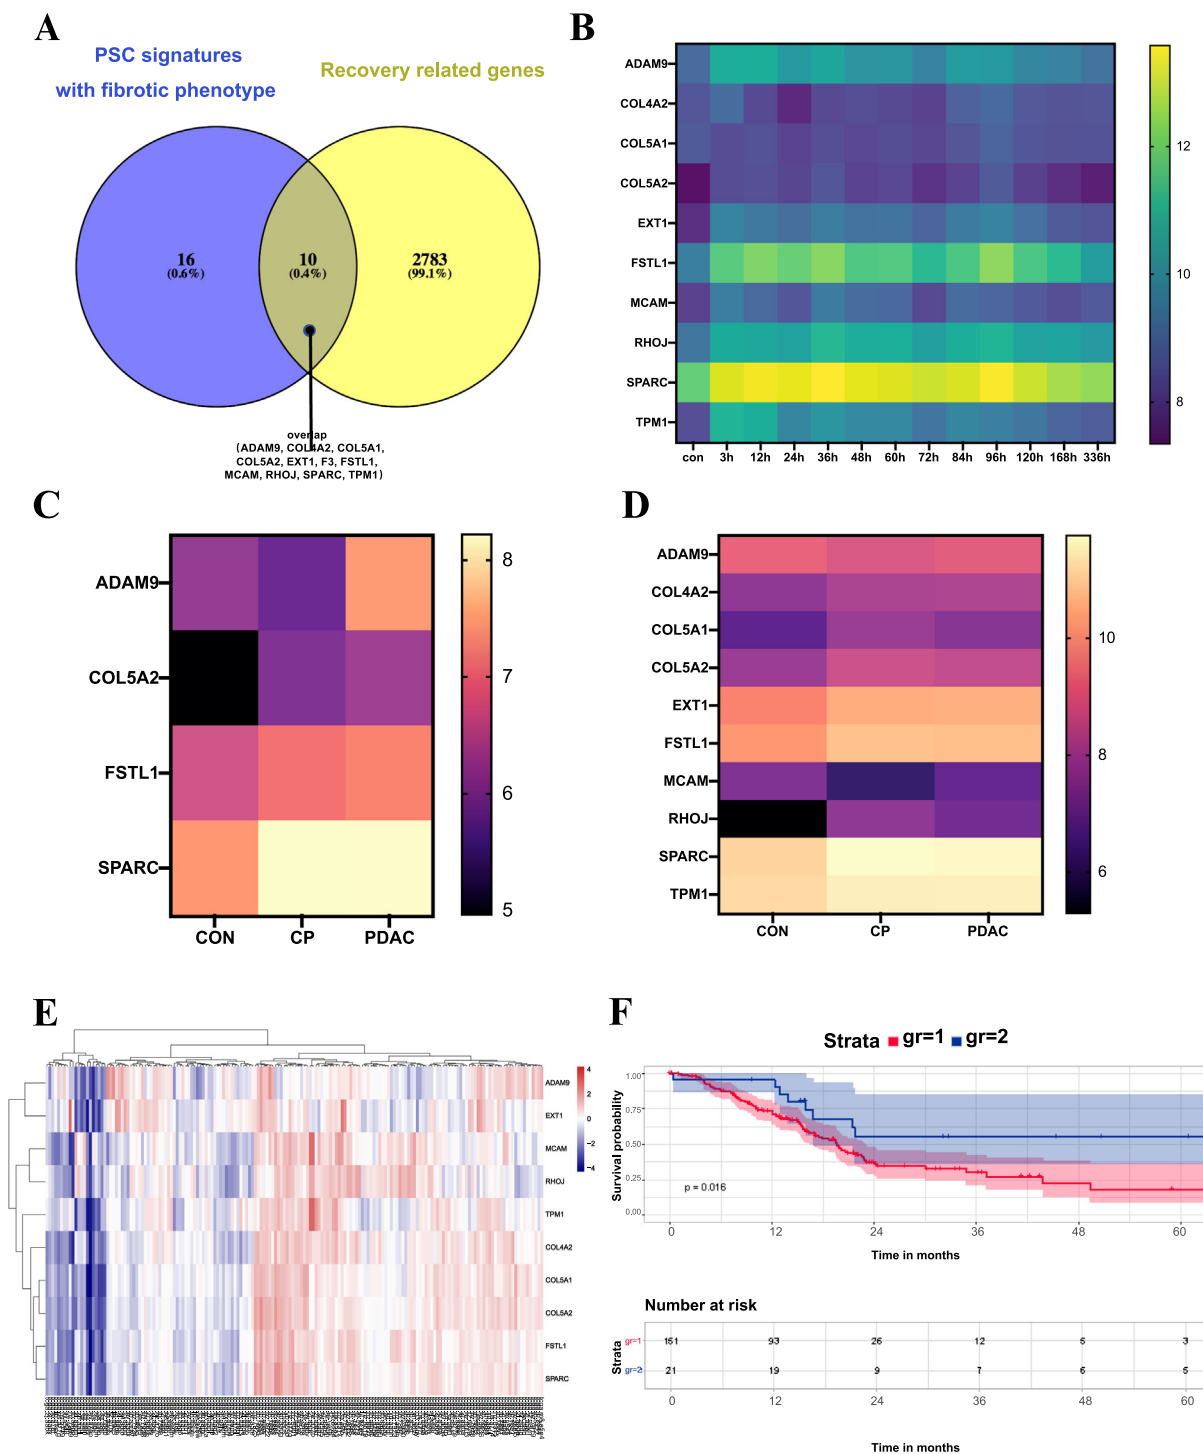 A
PSC signatures
with fibrotic phenotype
Recovery related genes
16
(0.6%)
10
(0.4%)
2783
(99.1%)
overlap
(ADAM9, COL4A2, COL5A1,
COL5A2, EXT1, F3, FSTL1,
MCAM, RHOJ, SPARC, TPM1)
B
ADAM9
COL4A2
COL5A1
COL5A2
EXT1
FSTL1
MCAM
RHOJ
SPARC
TPM1
con 3h 12h 24h 36h 48h 60h 72h 84h 96h 120h 168h 336h
12
10
8
C
ADAM9
COL5A2
FSTL1
SPARC
CON CP PDAC
8
7
6
5
D
ADAM9
COL4A2
COL5A1
COL5A2
EXT1
FSTL1
MCAM
RHOJ
SPARC
TPM1
CON CP PDAC
10
8
6
E
ADAM9
EXT1
MCAM
RHOJ
TPM1
COL4A2
COL5A1
COL5A2
FSTL1
SPARC
4
2
0
−2
−4
F
Strata gr=1 gr=2
Survival probability
1.00
0.75
0.50
0.25
0.00
p = 0.016
0 12 24 36 48 60
Time in months
Number at risk
Strata
gr=1 151 93 26 12 5 3
gr=2 21 19 9 7 6 5
0 12 24 36 48 60
Time in months